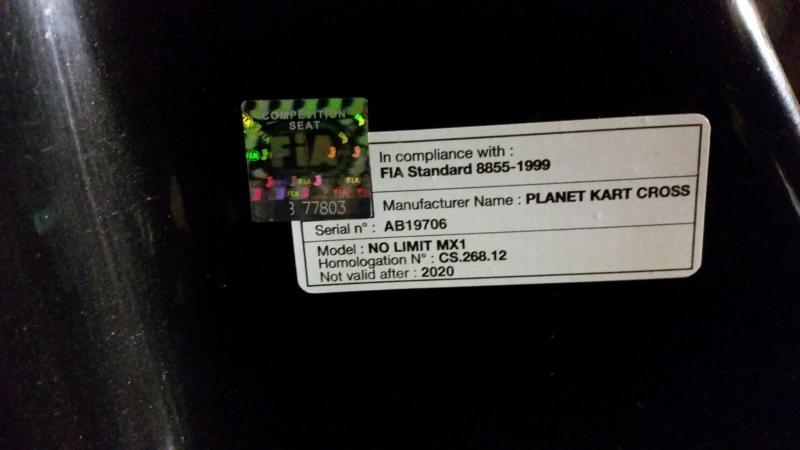 COMPETITION
SEAT
FIA
77803
In compliance with :
FIA Standard 8855-1999
Manufacturer Name : PLANET KART CROSS
Serial n° : AB19706
Model : NO LIMIT MX1
Homologation N° : CS.268.12
Not valid after : 2020